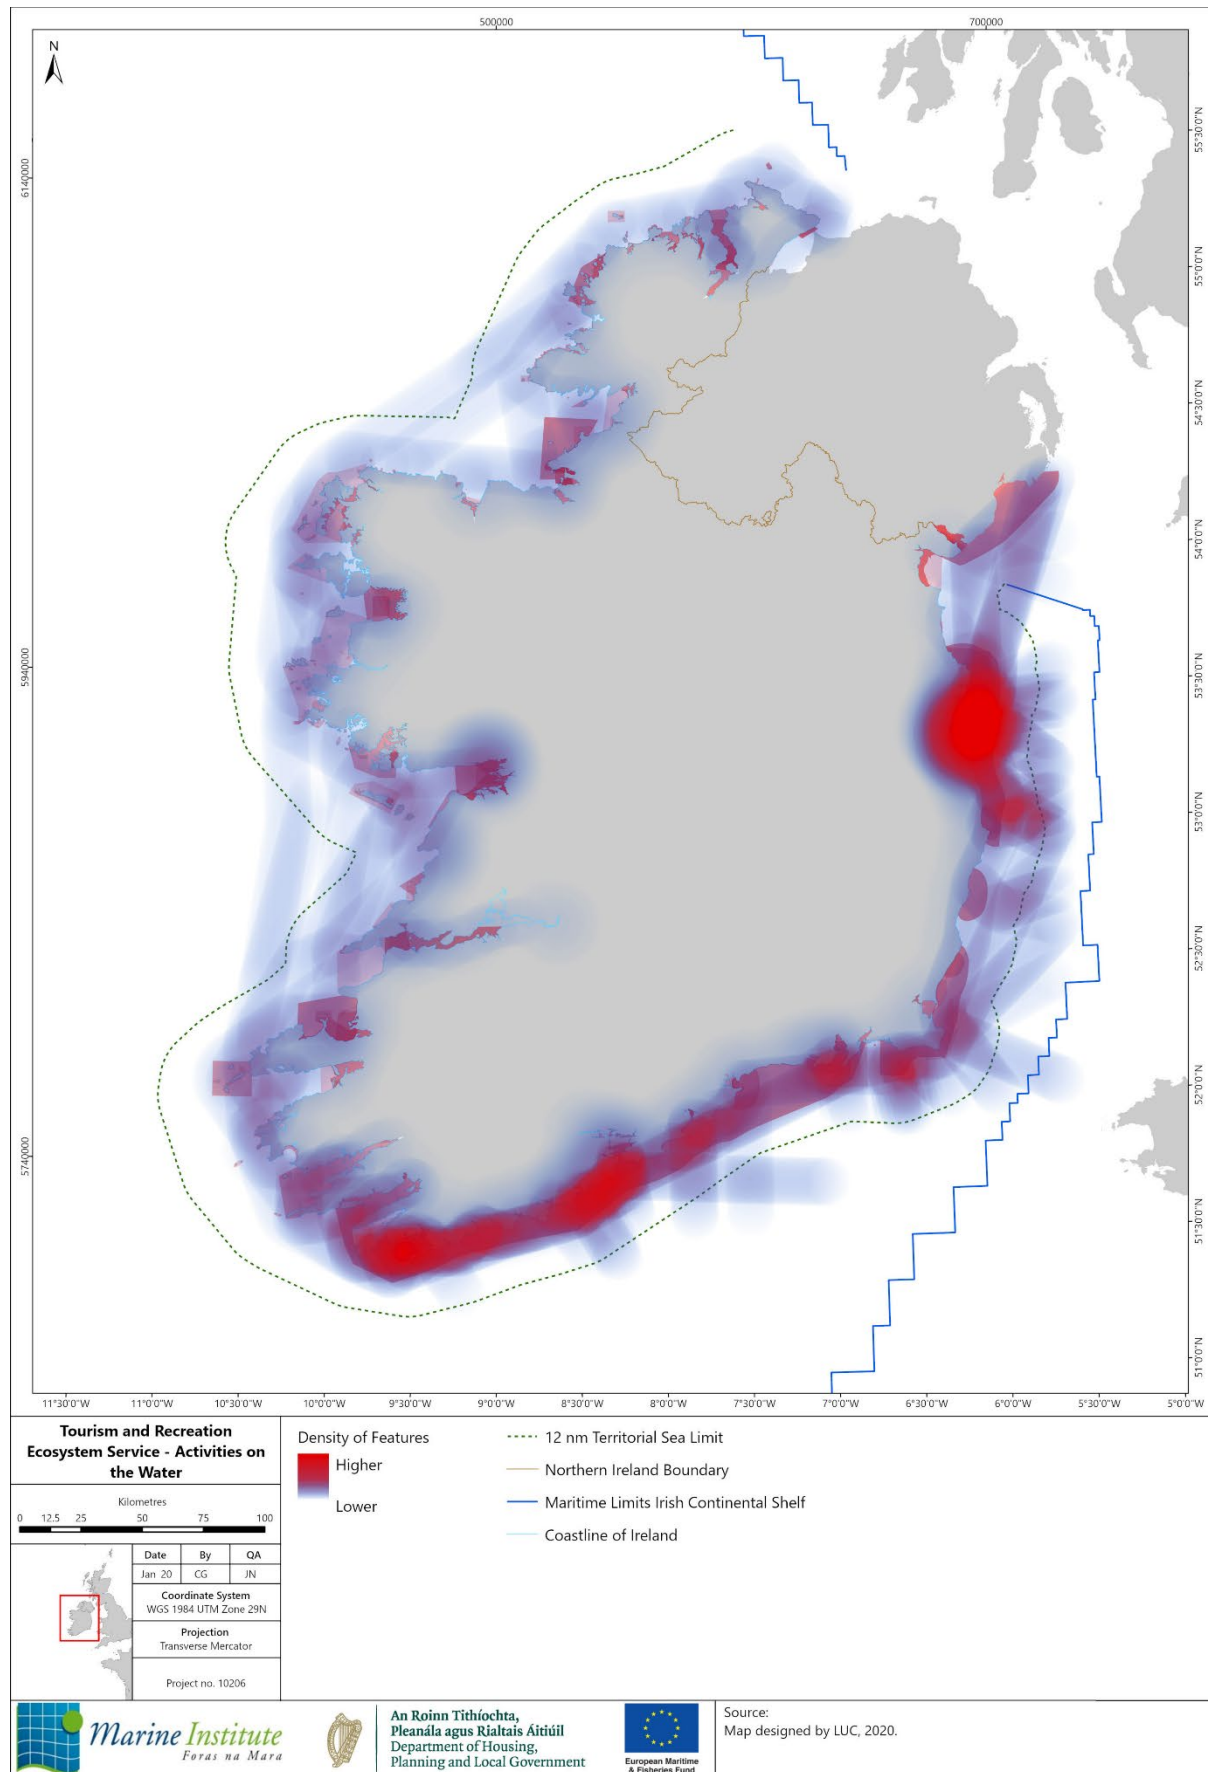 500000
700000
N
55°30'0"N
6140000
55°0'0"N
54°30'0"N
54°0'0"N
5940000
53°30'0"N
53°0'0"N
52°30'0"N
52°0'0"N
5740000
51°30'0"N
51°0'0"N
11°30'0"W
11°0'0"W
10°30'0"W
10°0'0"W
9°30'0"W
9°0'0"W
8°30'0"W
8°0'0"W
7°30'0"W
7°0'0"W
6°30'0"W
6°0'0"W
5°30'0"W
5°0'0"W
Tourism and Recreation
Ecosystem Service - Activities on
the Water
Kilometres
0 12.5 25 50 75 100
Date By QA
Jan 20 CG JN
Coordinate System
WGS 1984 UTM Zone 29N
Projection
Transverse Mercator
Project no. 10206
Density of Features
Higher
Lower
12 nm Territorial Sea Limit
Northern Ireland Boundary
Maritime Limits Irish Continental Shelf
Coastline of Ireland
Marine Institute
Foras na Mara
An Roinn Tithíochta,
Pleanála agus Rialtais Áitiúil
Department of Housing,
Planning and Local Government
European Maritime
& Fisheries Fund
Source:
Map designed by LUC, 2020.